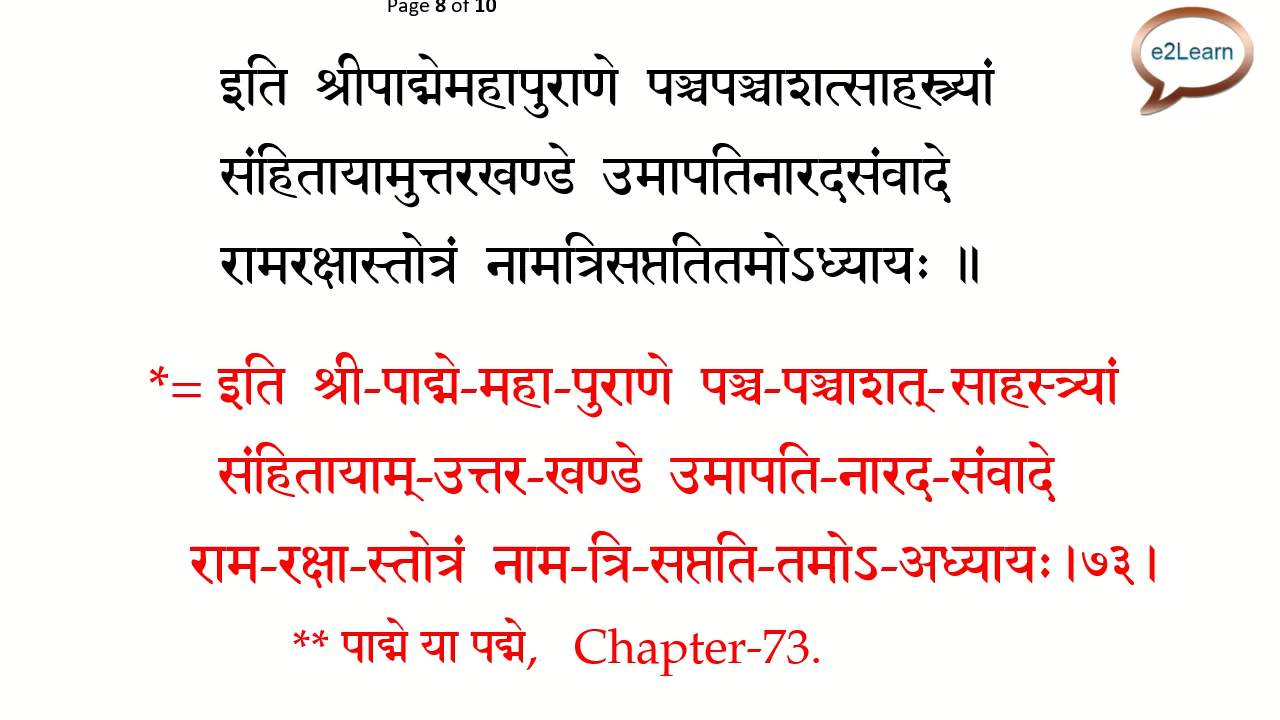 Page 8 of 10
e2Learn
इति श्रीपाद्मेमहापुराणे पञ्चपञ्चाशत्साहस्त्र्यां
संहितायामुत्तरखण्डे उमापतिनारदसंवादे
रामरक्षास्तोत्रं नामत्रिसप्ततितमोऽध्यायः ॥
*= इति श्री-पाद्मे-महा-पुराणे पञ्च-पञ्चाशत्-साहस्त्र्यां
संहितायाम्-उत्तर-खण्डे उमापति-नारद-संवादे
राम-रक्षा-स्तोत्रं नाम-त्रि-सप्तति-तमोऽ-अध्यायः।७३।
** पाद्मे या पद्मे, Chapter-73.